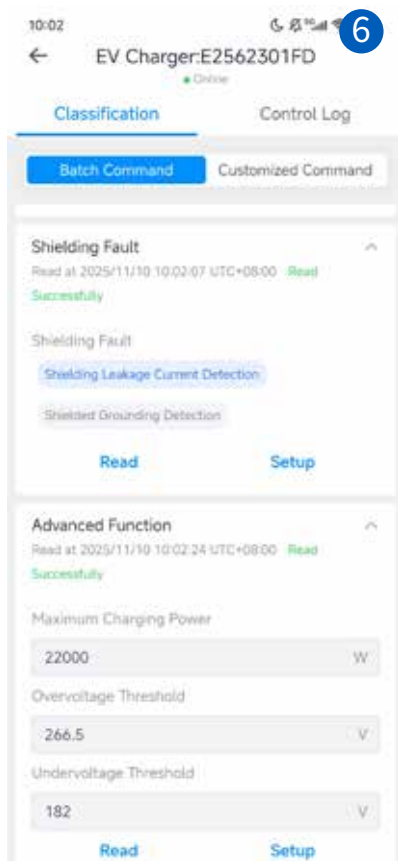 10:02
6
EV Charger:E2562301FD
Online
Classification Control Log
Batch Command Customized Command
Shielding Fault
Read at 2025/11/10 10:02:07 UTC+08:00 Read
Successfully
Shielding Fault
Shielding Leakage Current Detection
Shielded Grounding Detection
Read Setup
Advanced Function
Read at 2025/11/10 10:02:24 UTC+08:00 Read
Successfully
Maximum Charging Power
22000 W
Overvoltage Threshold
266.5 V
Undervoltage Threshold
182 V
Read Setup